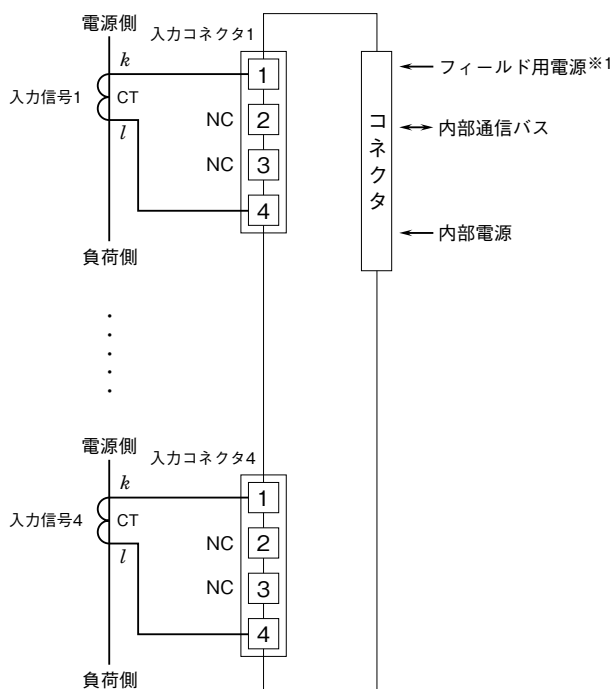 電源側
入力コネクタ1
k
1
フィールド用電源※1
入力信号1
CT
NC
2
コネクタ
内部通信バス
l
NC
3
4
内部電源
負荷側
電源側
入力コネクタ4
k
1
入力信号4
CT
NC
2
l
NC
3
4
負荷側